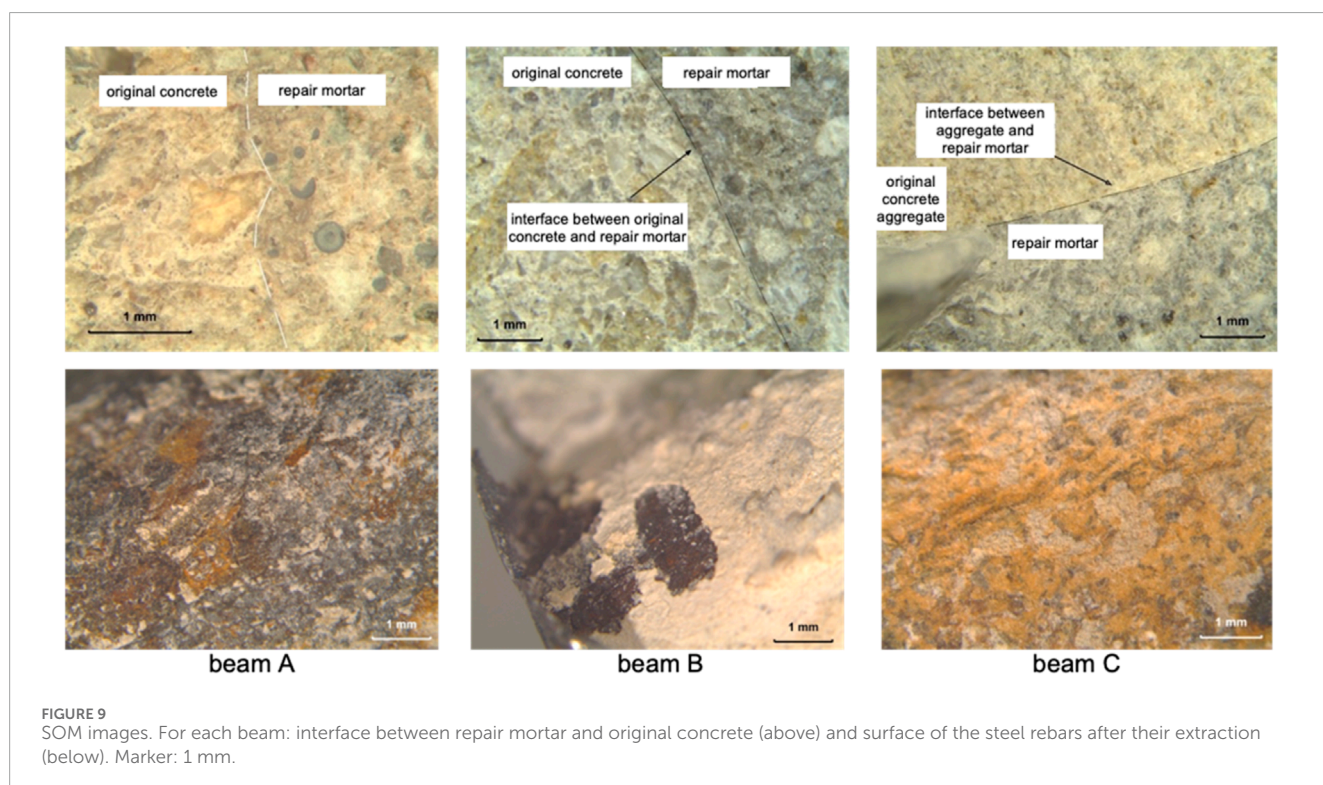 original concrete
repair mortar
1 mm
original concrete
repair mortar
interface between original
concrete and repair mortar
1 mm
interface between
aggregate and
repair mortar
original
concrete
aggregate
repair mortar
1 mm
1 mm
beam A
1 mm
beam B
1 mm
beam C
FIGURE 9
SOM images. For each beam: interface between repair mortar and original concrete (above) and surface of the steel rebars after their extraction
(below). Marker: 1 mm.